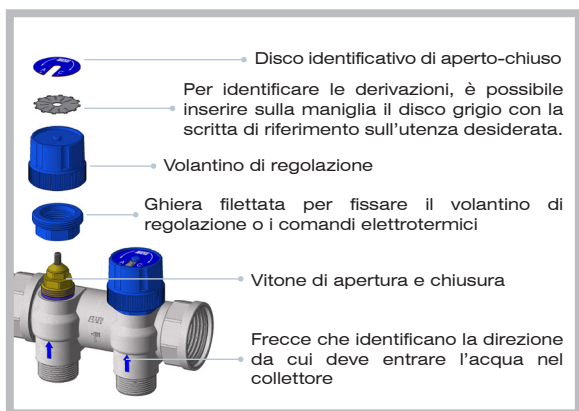 Disco identificativo di aperto-chiuso
Per identificare le derivazioni, è possibile
inserire sulla maniglia il disco grigio con la
scritta di riferimento sull'utenza desiderata.
Volantino di regolazione
Ghiera filettata per fissare il volantino di
regolazione o i comandi elettrotermici
Vitone di apertura e chiusura
Frecce che identificano la direzione
da cui deve entrare l'acqua nel
collettore